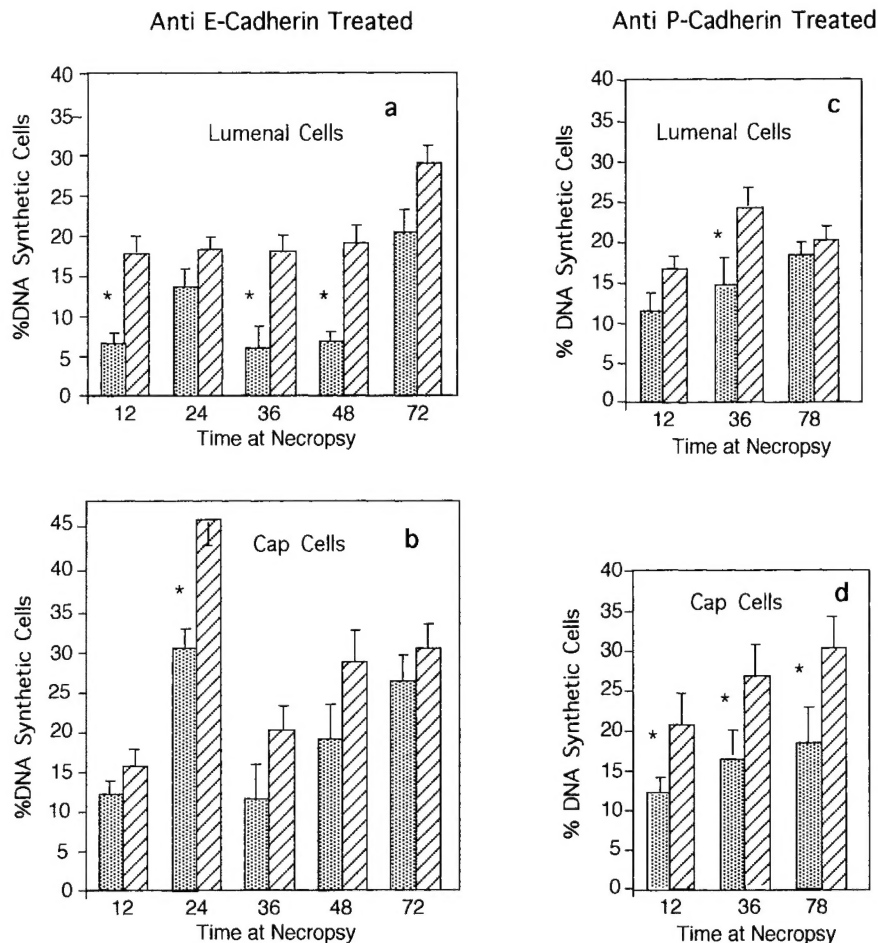 Anti E-Cadherin Treated
Anti P-Cadherin Treated
%DNA Synthetic Cells
40
35
30
25
20
15
10
5
0
a
Lumenal Cells
*
*
*
12 24 36 48 72
Time at Necropsy
% DNA Synthetic Cells
40
35
30
25
20
15
10
5
0
c
Lumenal Cells
*
12 36 78
Time at Necropsy
%DNA Synthetic Cells
45
40
35
30
25
20
15
10
5
0
b
Cap Cells
*
12 24 36 48 72
Time at Necropsy
% DNA Synthetic Cells
40
35
30
25
20
15
10
5
0
d
Cap Cells
*
*
*
12 36 78
Time at Necropsy